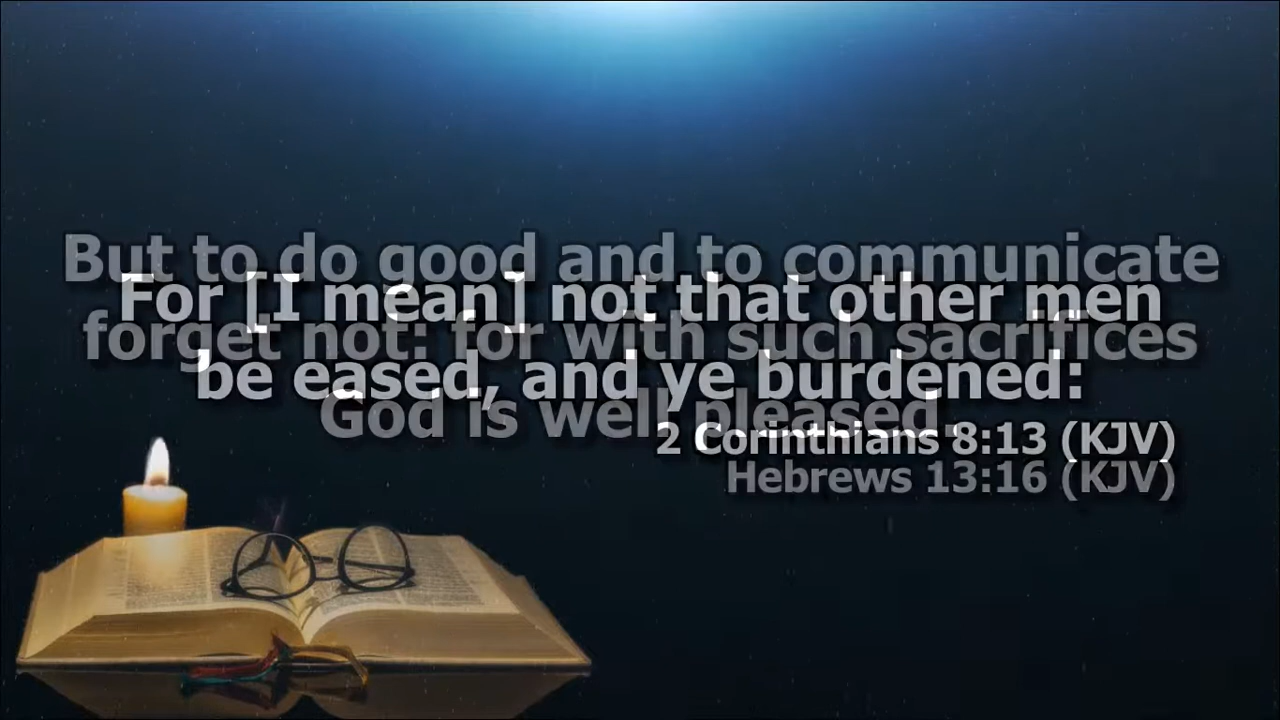 But to do good and to communicate
forget not: for with such sacrifices
God is well pleased.
Hebrews 13:16 (KJV)
For [I mean] not that other men
be eased, and ye burdened:
2 Corinthians 8:13 (KJV)